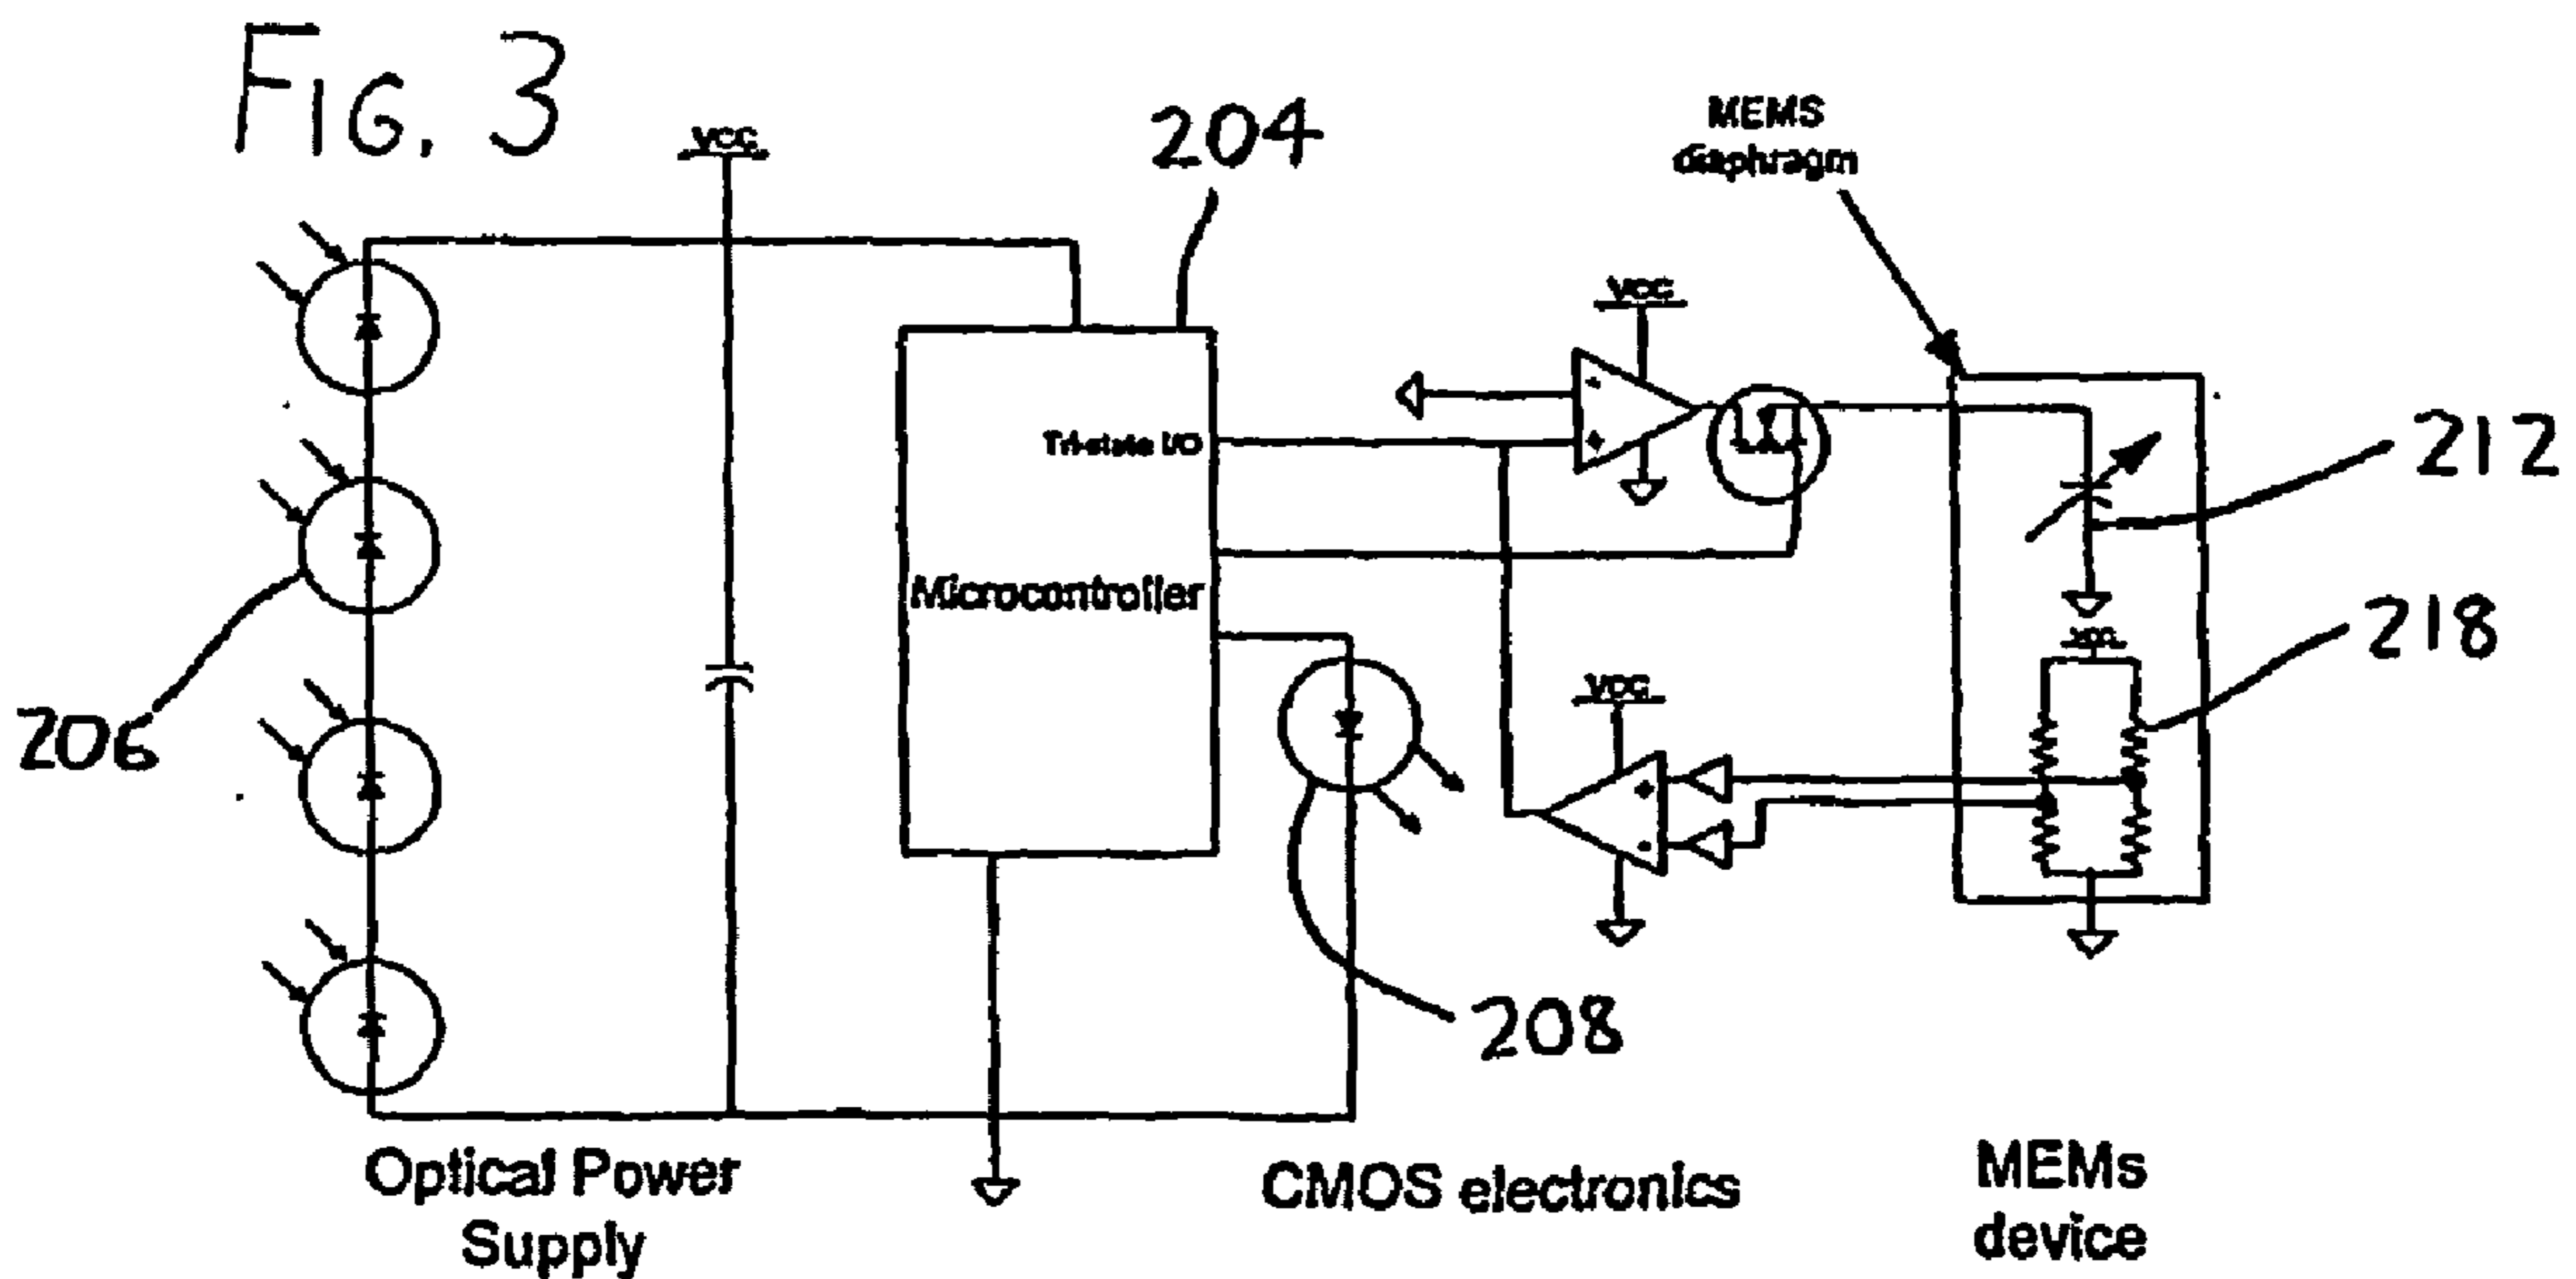 FIG. 3
VCC
204
MEMS
diaphragm
VCC
Tri-state I/O
-
+
212
Microcontroller
VCC
218
VCC
206
+
-
208
Optical Power
Supply
CMOS electronics
MEMs
device